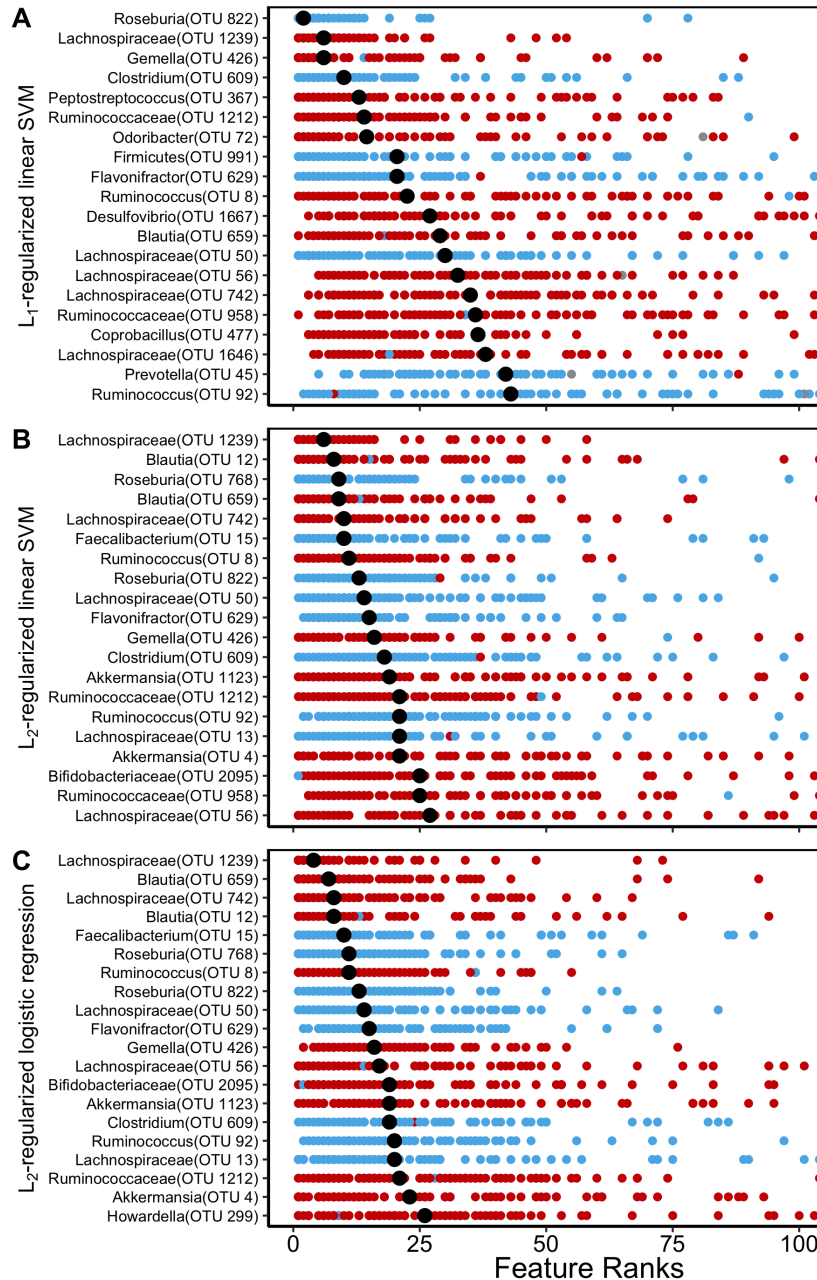 A
L1-regularized linear SVM
Roseburia(OTU 822)
Lachnospiraceae(OTU 1239)
Gemella(OTU 426)
Clostridium(OTU 609)
Peptostreptococcus(OTU 367)
Ruminococcaceae(OTU 1212)
Odoribacter(OTU 72)
Firmicutes(OTU 991)
Flavonifractor(OTU 629)
Ruminococcus(OTU 8)
Desulfovibrio(OTU 1667)
Blautia(OTU 659)
Lachnospiraceae(OTU 50)
Lachnospiraceae(OTU 56)
Lachnospiraceae(OTU 742)
Ruminococcaceae(OTU 958)
Coprobacillus(OTU 477)
Lachnospiraceae(OTU 1646)
Prevotella(OTU 45)
Ruminococcus(OTU 92)
B
L2-regularized linear SVM
Lachnospiraceae(OTU 1239)
Blautia(OTU 12)
Roseburia(OTU 768)
Blautia(OTU 659)
Lachnospiraceae(OTU 742)
Faecalibacterium(OTU 15)
Ruminococcus(OTU 8)
Roseburia(OTU 822)
Lachnospiraceae(OTU 50)
Flavonifractor(OTU 629)
Gemella(OTU 426)
Clostridium(OTU 609)
Akkermansia(OTU 1123)
Ruminococcaceae(OTU 1212)
Ruminococcus(OTU 92)
Lachnospiraceae(OTU 13)
Akkermansia(OTU 4)
Bifidobacteriaceae(OTU 2095)
Ruminococcaceae(OTU 958)
Lachnospiraceae(OTU 56)
C
L2-regularized logistic regression
Lachnospiraceae(OTU 1239)
Blautia(OTU 659)
Lachnospiraceae(OTU 742)
Blautia(OTU 12)
Faecalibacterium(OTU 15)
Roseburia(OTU 768)
Ruminococcus(OTU 8)
Roseburia(OTU 822)
Lachnospiraceae(OTU 50)
Flavonifractor(OTU 629)
Gemella(OTU 426)
Lachnospiraceae(OTU 56)
Bifidobacteriaceae(OTU 2095)
Akkermansia(OTU 1123)
Clostridium(OTU 609)
Ruminococcus(OTU 92)
Lachnospiraceae(OTU 13)
Ruminococcaceae(OTU 1212)
Akkermansia(OTU 4)
Howardella(OTU 299)
0 25 50 75 100
Feature Ranks